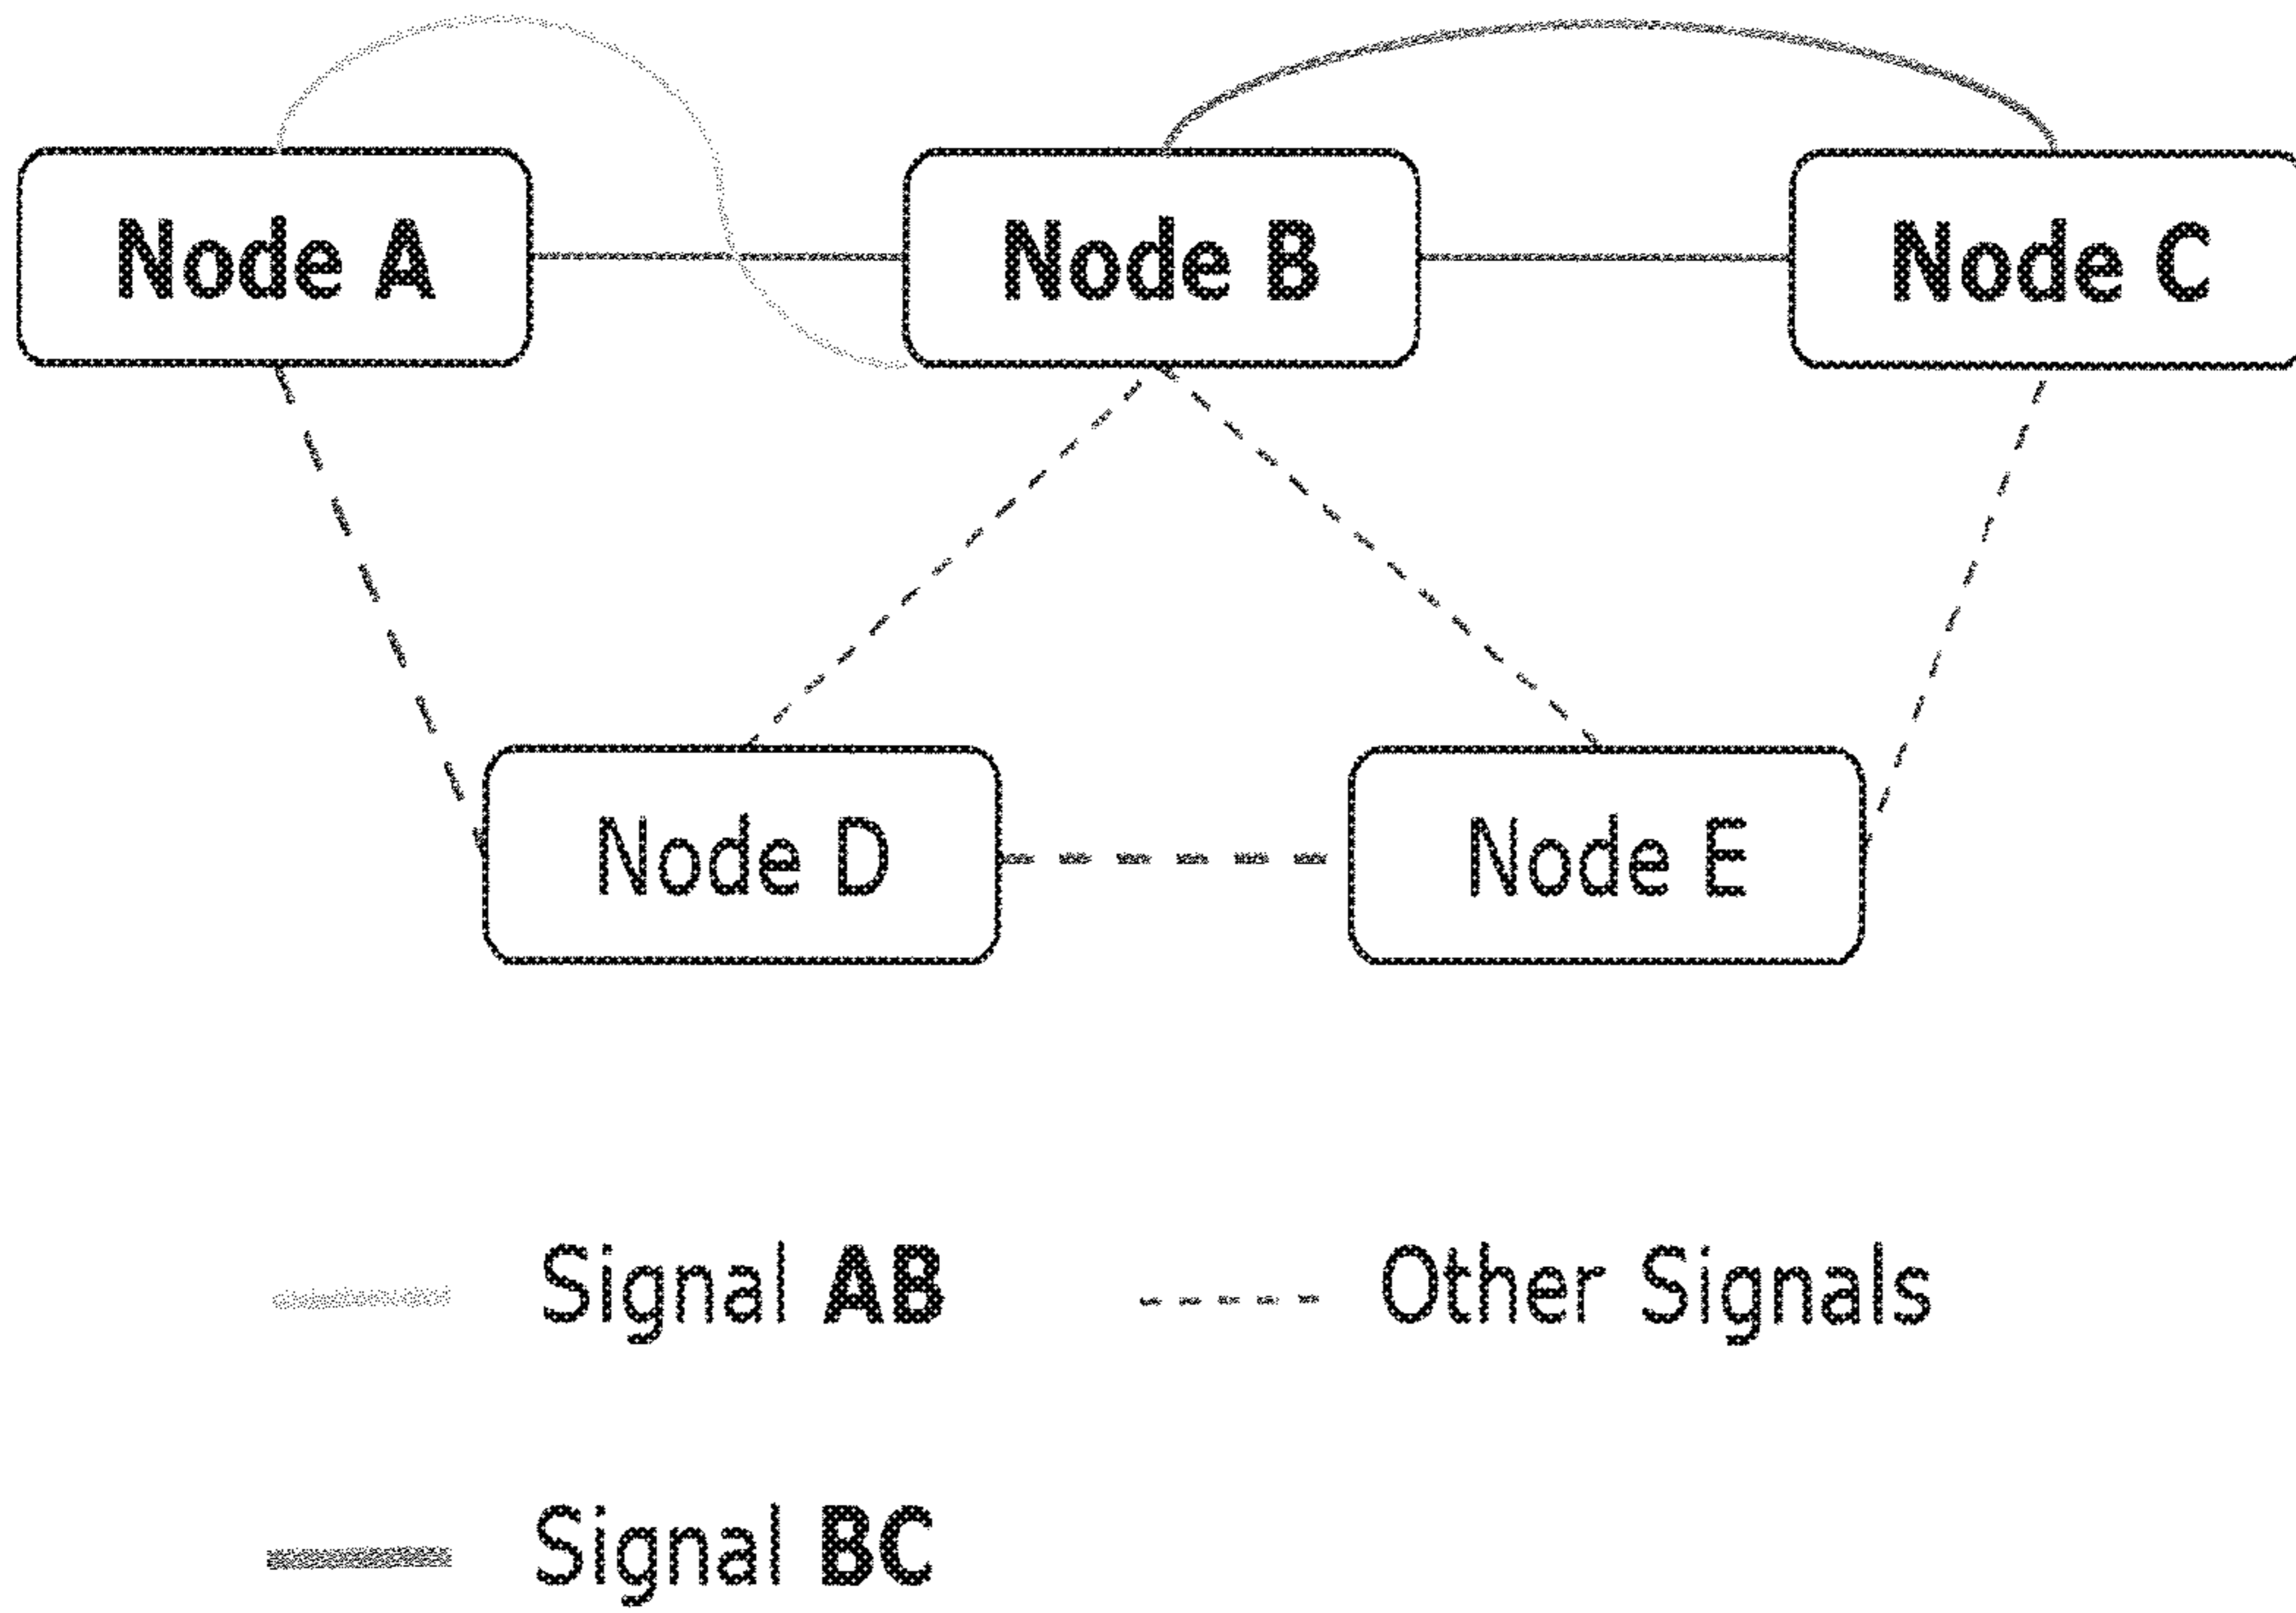 Node A
Node B
Node C
Node D
Node E
Signal AB
Other Signals
Signal BC